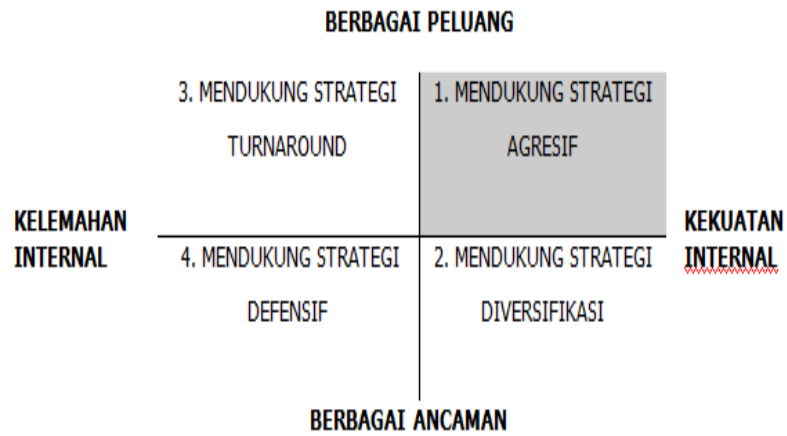 BERBAGAI PELUANG
3. MENDUKUNG STRATEGI
TURNAROUND
1. MENDUKUNG STRATEGI
AGRESIF
KELEMAHAN
INTERNAL
KEKUATAN
INTERNAL
4. MENDUKUNG STRATEGI
DEFENSIF
2. MENDUKUNG STRATEGI
DIVERSIFIKASI
BERBAGAI ANCAMAN